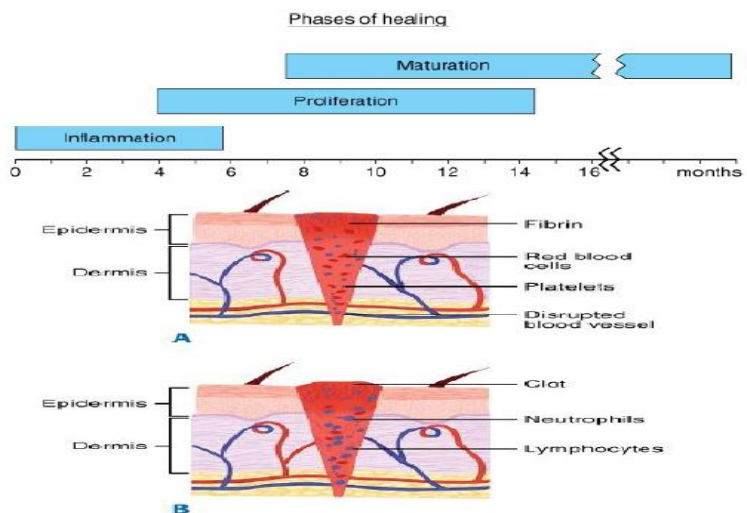 Phases of healing
Maturation
Proliferation
Inflammation
0 2 4 6 8 10 12 14 16 months
Epidermis
Dermis
Fibrin
Red blood
cells
Platelets
Disrupted
blood vessel
A
Epidermis
Dermis
Clot
Neutrophils
Lymphocytes
B